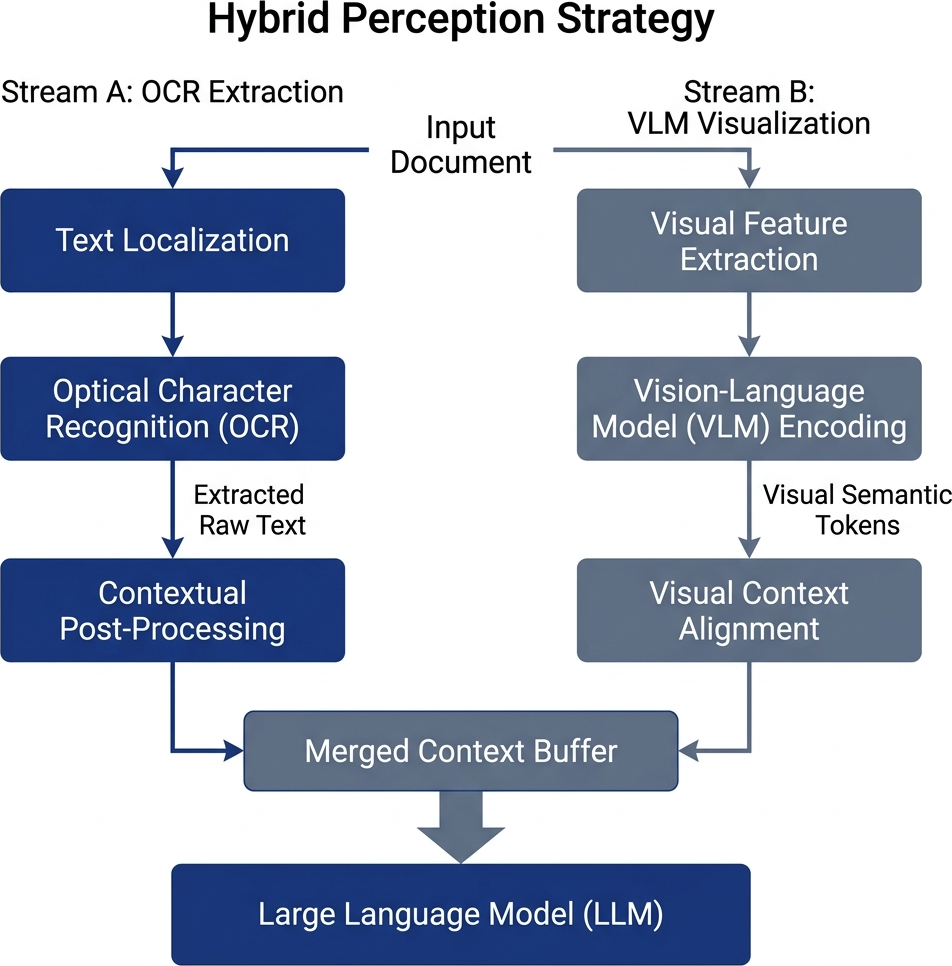 Hybrid Perception Strategy
Stream A: OCR Extraction
Stream B:
VLM Visualization
Input
Document
Text Localization
Visual Feature
Extraction
Optical Character
Recognition (OCR)
Vision-Language
Model (VLM) Encoding
Extracted
Raw Text
Visual Semantic
Tokens
Contextual
Post-Processing
Visual Context
Alignment
Merged Context Buffer
Large Language Model (LLM)